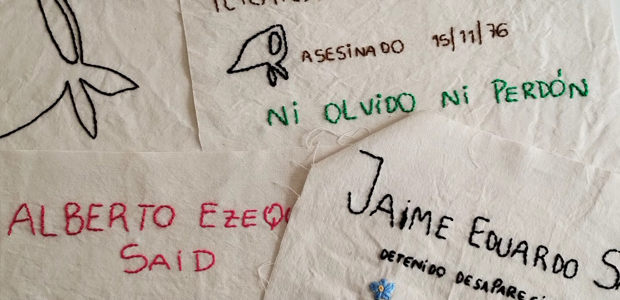 ASESINADO 15/11/76
Ni OLViDO Ni PERDÓN
ALBERTO
SAiD
JAiME EDUARDO
DETENiDO